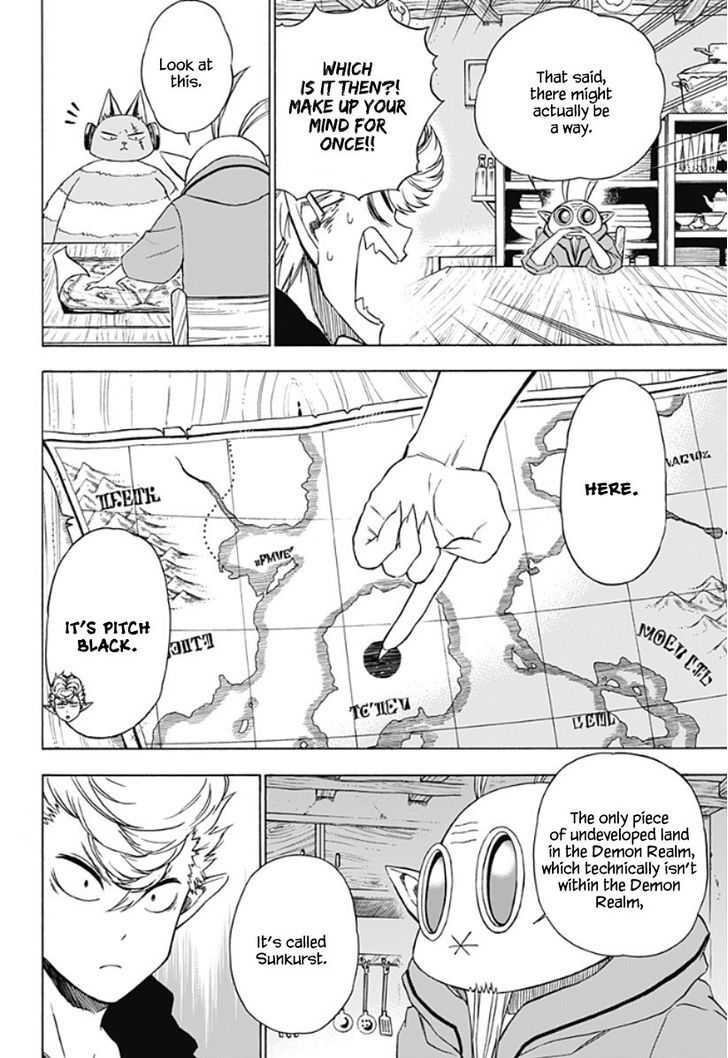 That said,
there might
actually be
a way.
WHICH
IS IT THEN?!
MAKE UP YOUR
MIND FOR
ONCE!!
Look at
this.
HERE.
IT'S PITCH
BLACK.
The only piece
of undeveloped land
in the Demon Realm,
which technically isn't
within the Demon
Realm,
It's called
Sunkurst.